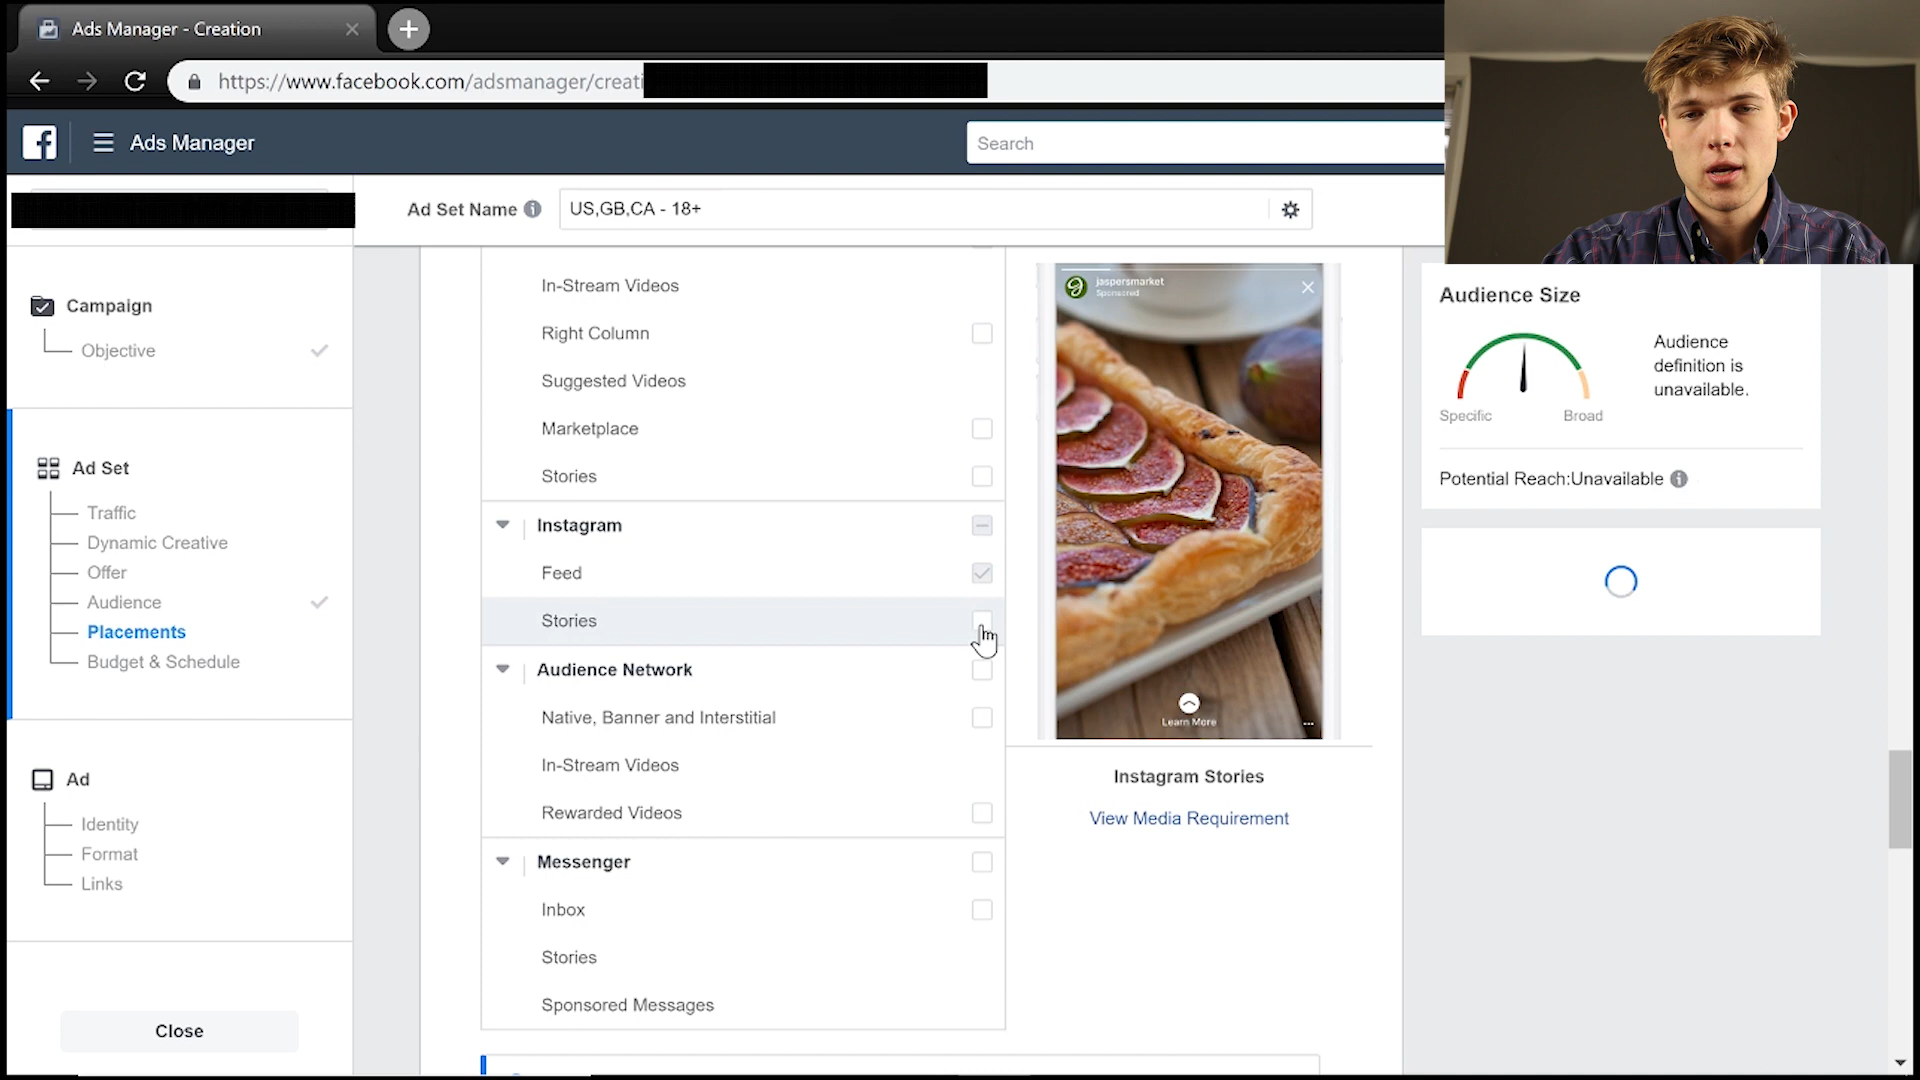 Ads Manager - Creation
https://www.facebook.com/adsmanager/creati
Ads Manager
Search
Ad Set Name
US,GB,CA - 18+
Campaign
Objective
Ad Set
Traffic
Dynamic Creative
Offer
Audience
Placements
Budget & Schedule
Ad
Identity
Format
Links
Close
In-Stream Videos
Right Column
Suggested Videos
Marketplace
Stories
Instagram
Feed
Stories
Audience Network
Native, Banner and Interstitial
In-Stream Videos
Rewarded Videos
Messenger
Inbox
Stories
Sponsored Messages
jaspersmarket
Sponsored
Learn More
Instagram Stories
View Media Requirement
Audience Size
Specific
Broad
Audience
definition is
unavailable.
Potential Reach:Unavailable